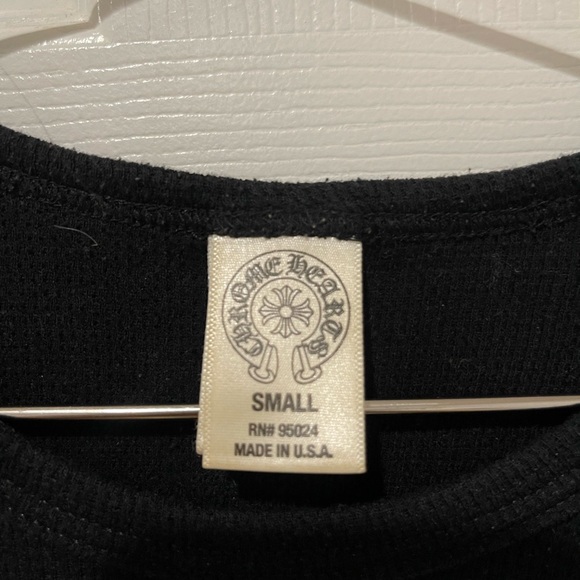 CHROME HEARTS
SMALL
RN# 95024
MADE IN U.S.A.